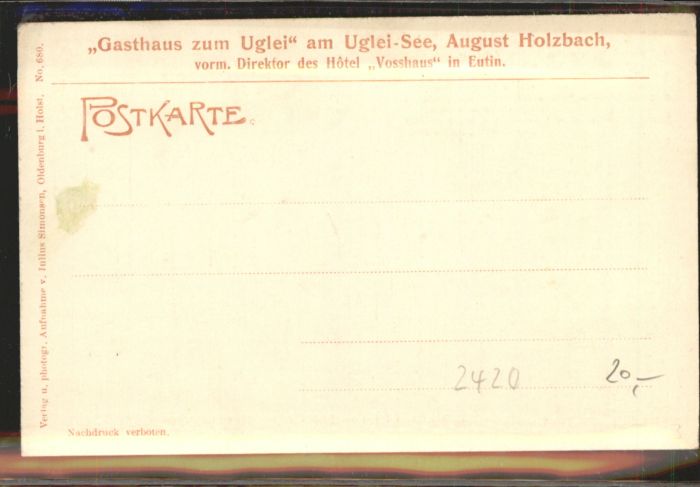 „Gasthaus zum Uglei“ am Uglei-See, August Holzbach,
vorm. Direktor des Hôtel „Vosshaus“ in Eutin.
POSTKARTE.
Verlag u. photogr. Aufnahme v. Julius Simonsen, Oldenburg i. Holst. No. 680.
2420
20,—
Nachdruck verboten.